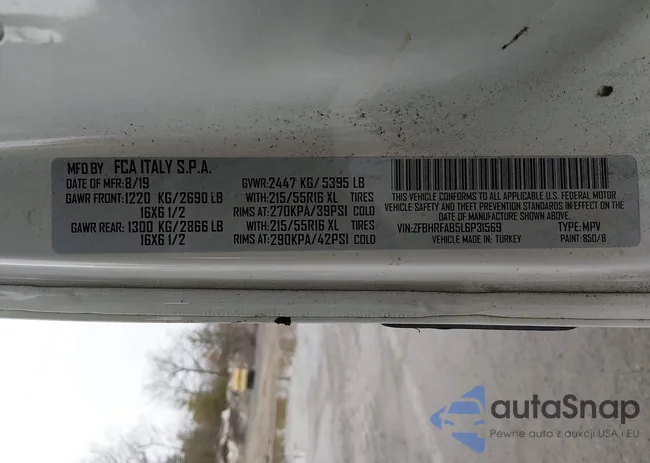 MFD BY FCA ITALY S.P.A.
DATE OF MFR: 8/19 GVWR: 2447 KG / 5395 LB
GAWR FRONT: 1220 KG/2690 LB WITH: 215/55R16 XL TIRES
16X6 1/2 RIMS AT: 270KPA/39PSI COLD
GAWR REAR: 1300 KG/2866 LB WITH: 215/55R16 XL TIRES
16X6 1/2 RIMS AT: 290KPA/42PSI COLD
THIS VEHICLE CONFORMS TO ALL APPLICABLE U.S. FEDERAL MOTOR
VEHICLE SAFETY AND THEFT PREVENTION STANDARDS IN EFFECT ON
THE DATE OF MANUFACTURE SHOWN ABOVE.
VIN: ZFBHRFAB5L6P31569 TYPE: MPV
VEHICLE MADE IN: TURKEY PAINT: 850/B
autaSnap
Pewne auta z aukcji USA i EU